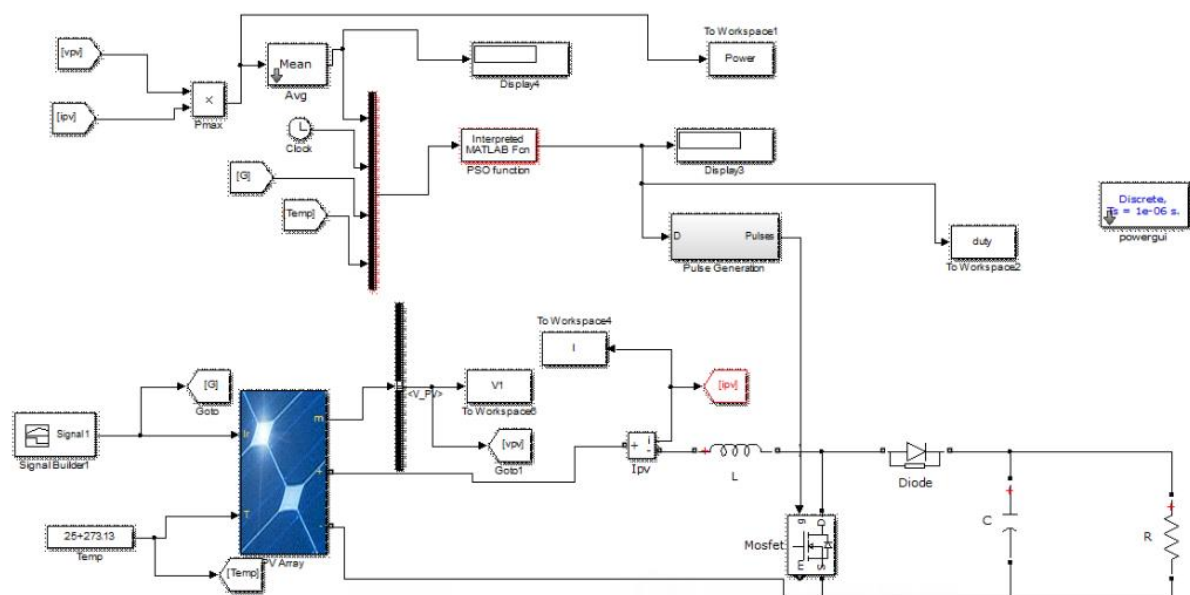 To Workspace1
[vpv]
Mean
Power
Avg
Display4
×
Pmax
[ipv]
Clock
Interpreted
MATLAB Fcn
PSO function
Display3
[G]
Temp]
D Pulses
Pulse Generation
duty
To Workspace2
Discrete,
Ts = 1e-06 s.
powergui
To Workspace4
I
[G]
Goto
m
<V_PV>
V1
To Workspace6
[ipv]
Signal 1
Signal Builder1
Ir
[vpv]
Goto1
+ i
-
Ipv
+
L
Diode
+
+
C
R
T
+
-
25+273.13
Temp
[Temp]
PV Array
g D
Mosfet
m S